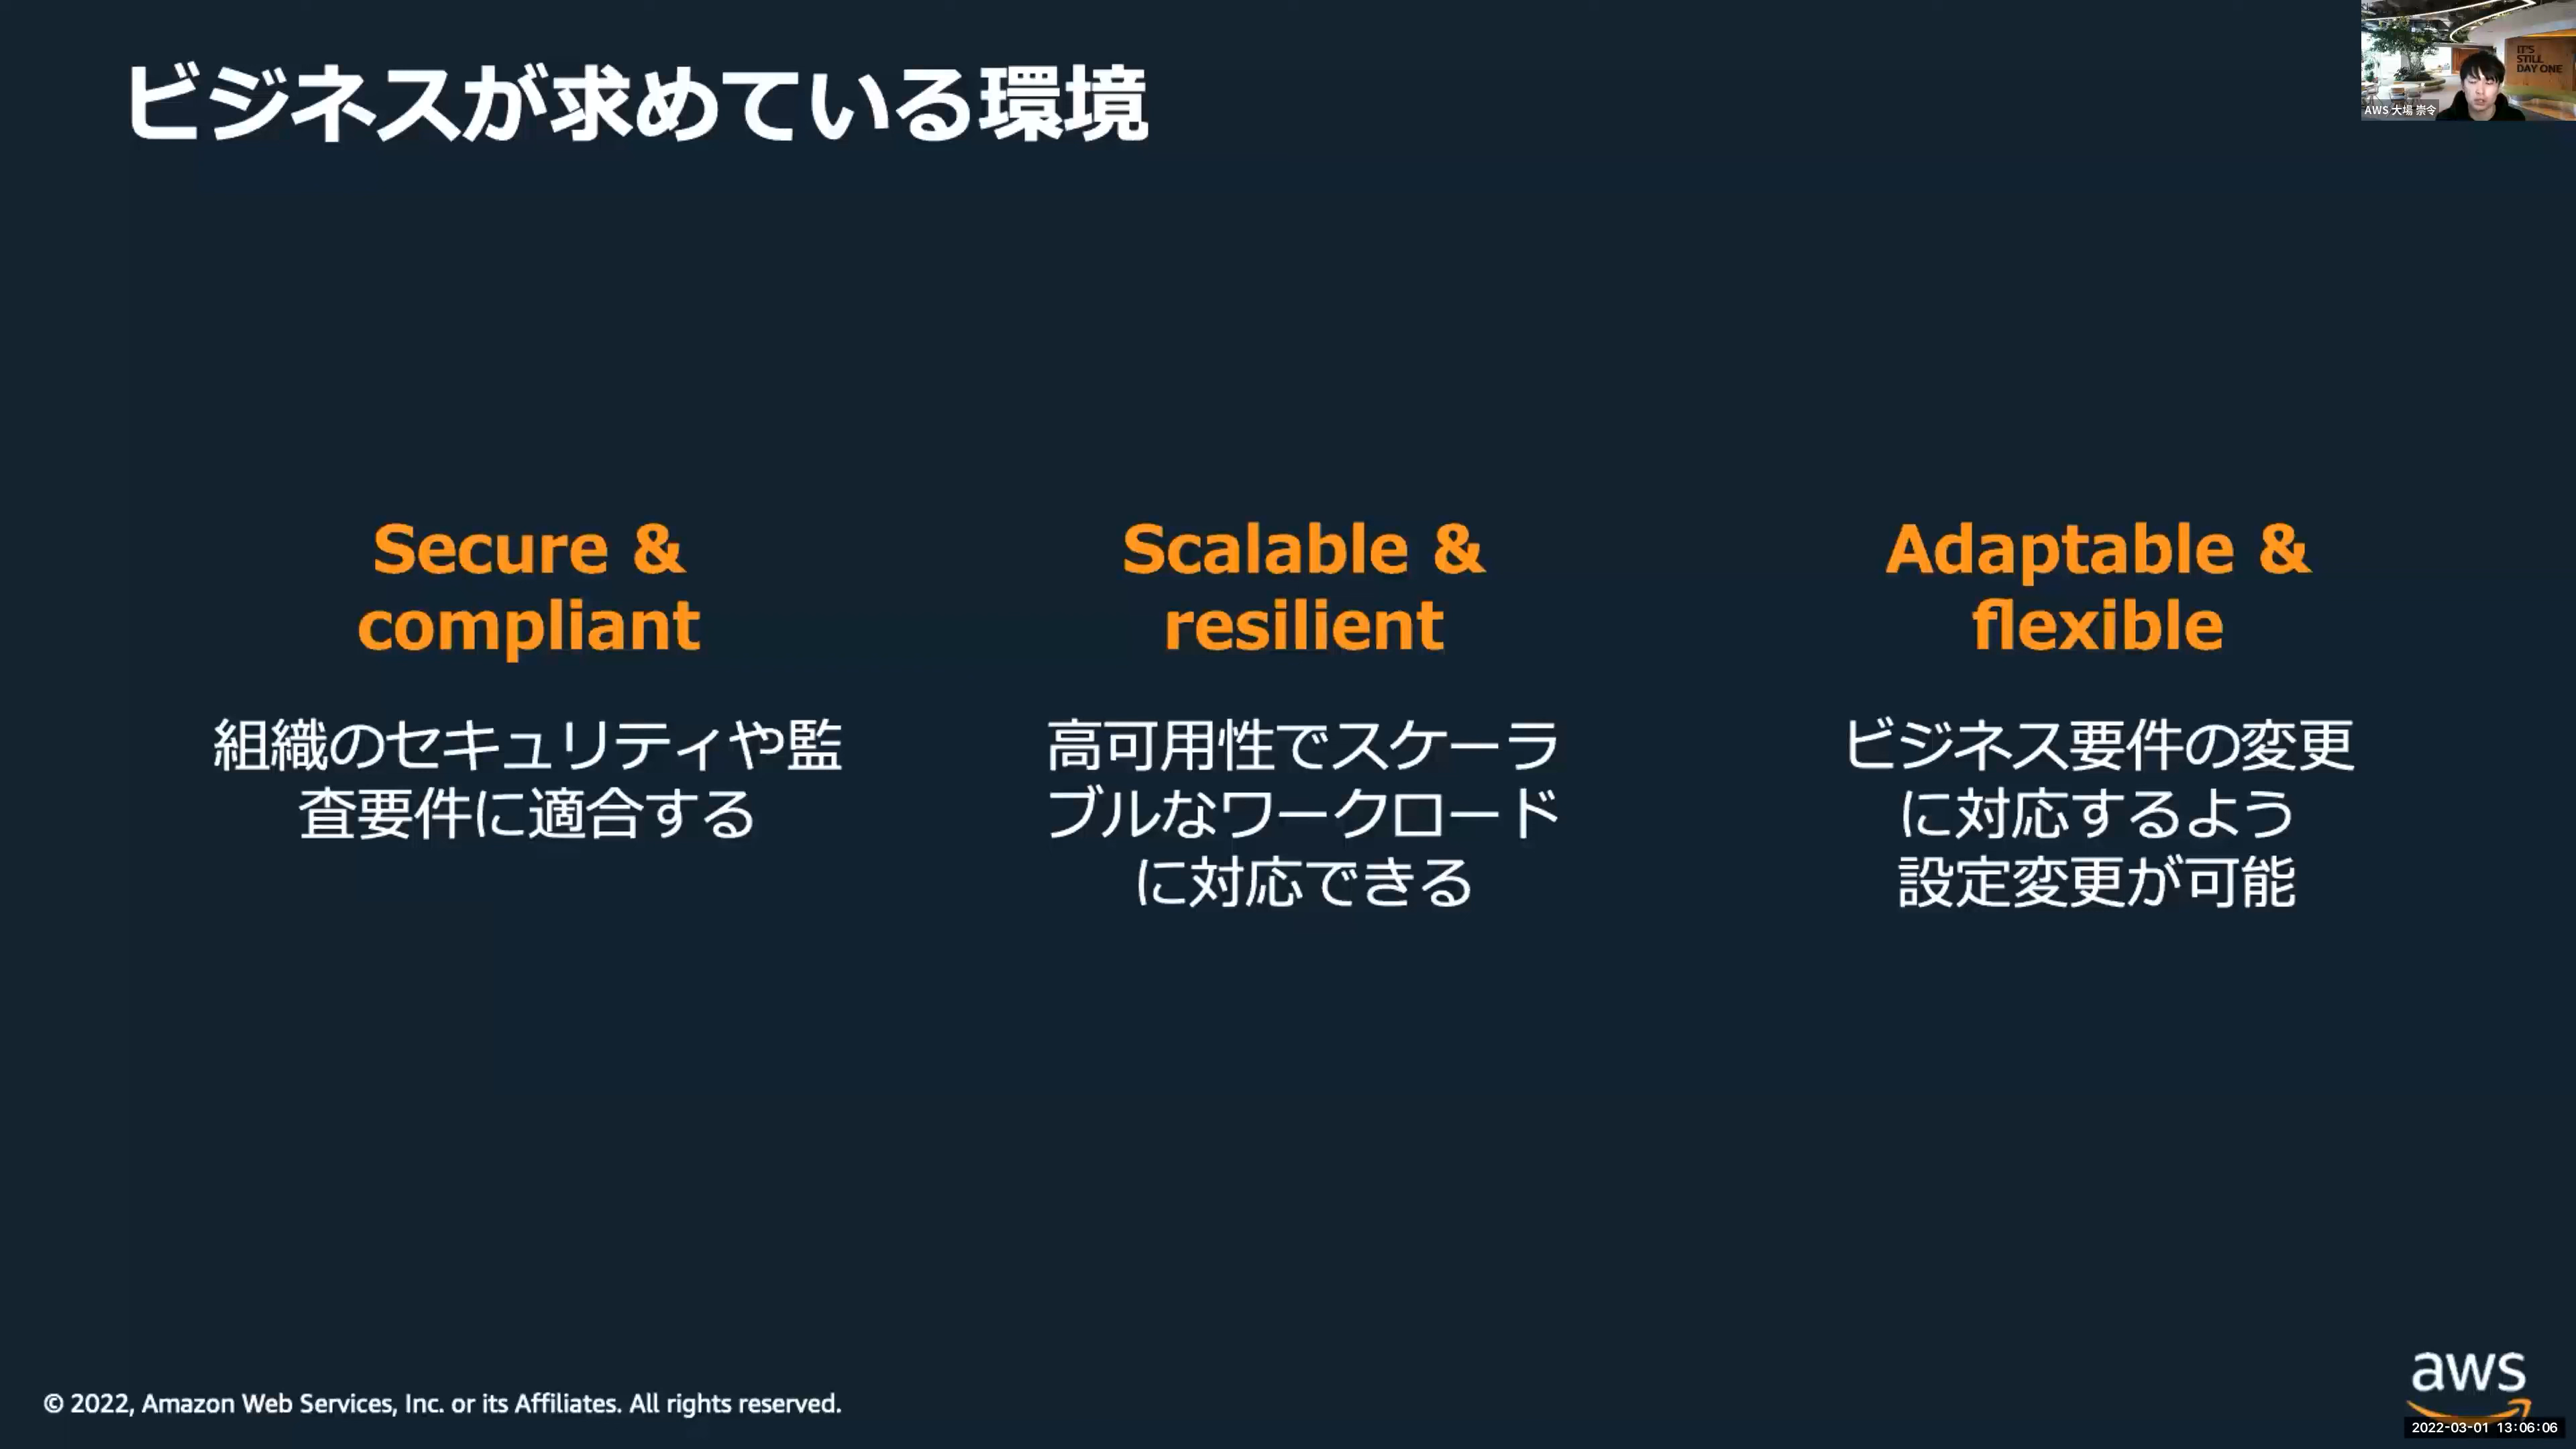 ビジネスが求めている環境
IT'S
STILL
DAY ONE
AWS 大場 崇令
Secure &
compliant
組織のセキュリティや監
査要件に適合する
Scalable &
resilient
高可用性でスケーラ
ブルなワークロード
に対応できる
Adaptable &
flexible
ビジネス要件の変更
に対応するよう
設定変更が可能
© 2022, Amazon Web Services, Inc. or its Affiliates. All rights reserved.
aws
2022-03-01 13:06:06